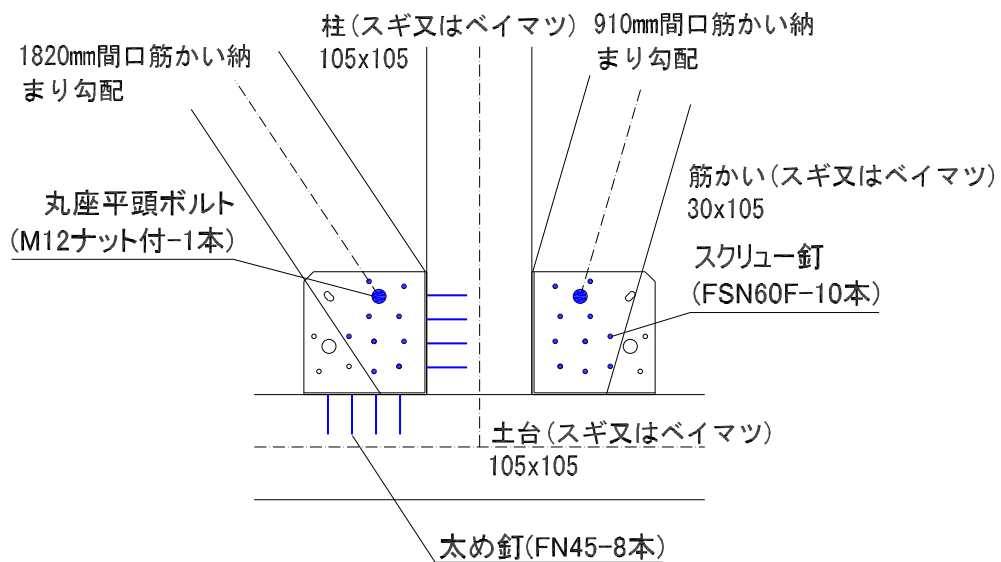 柱(スギ又はベイマツ)
105x105
910mm間口筋かい納
まり勾配
1820mm間口筋かい納
まり勾配
筋かい(スギ又はベイマツ)
30x105
丸座平頭ボルト
(M12ナット付-1本)
スクリュー釘
(FSN60F-10本)
土台(スギ又はベイマツ)
105x105
太め釘(FN45-8本)